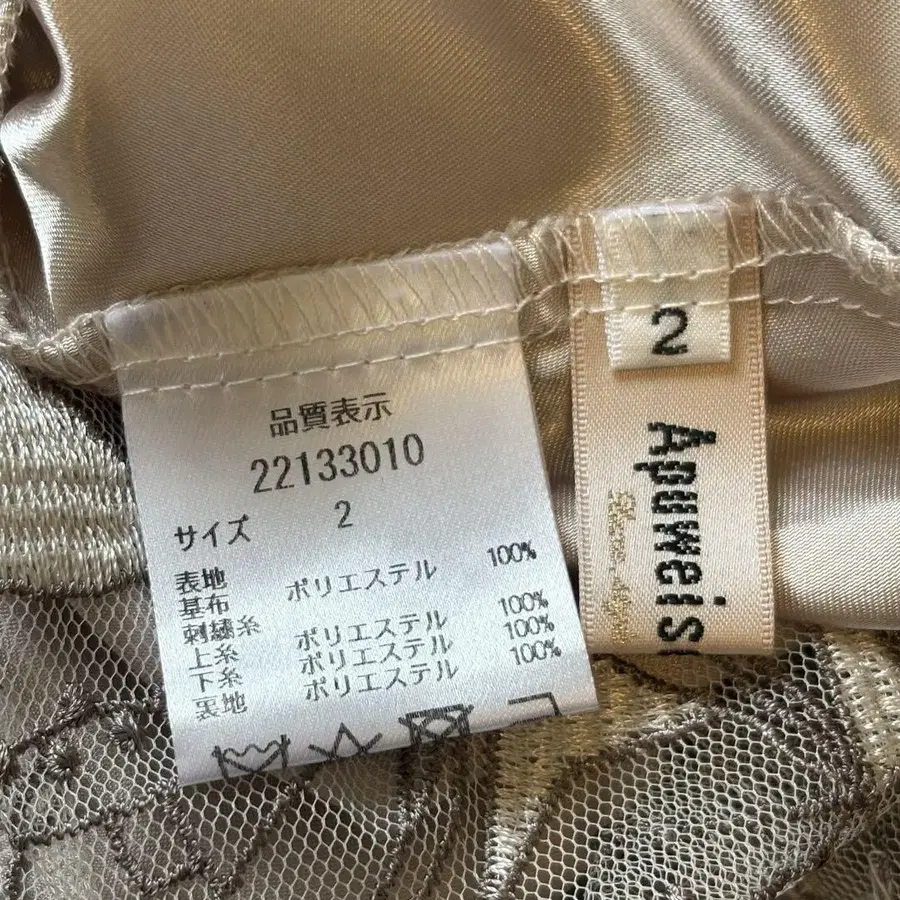 品質表示
22133010
サイズ 2
表地
基布 ポリエステル 100%
刺繍糸
上糸 ポリエステル 100%
下糸 ポリエステル 100%
裏地 ポリエステル 100%
2
Apuweis